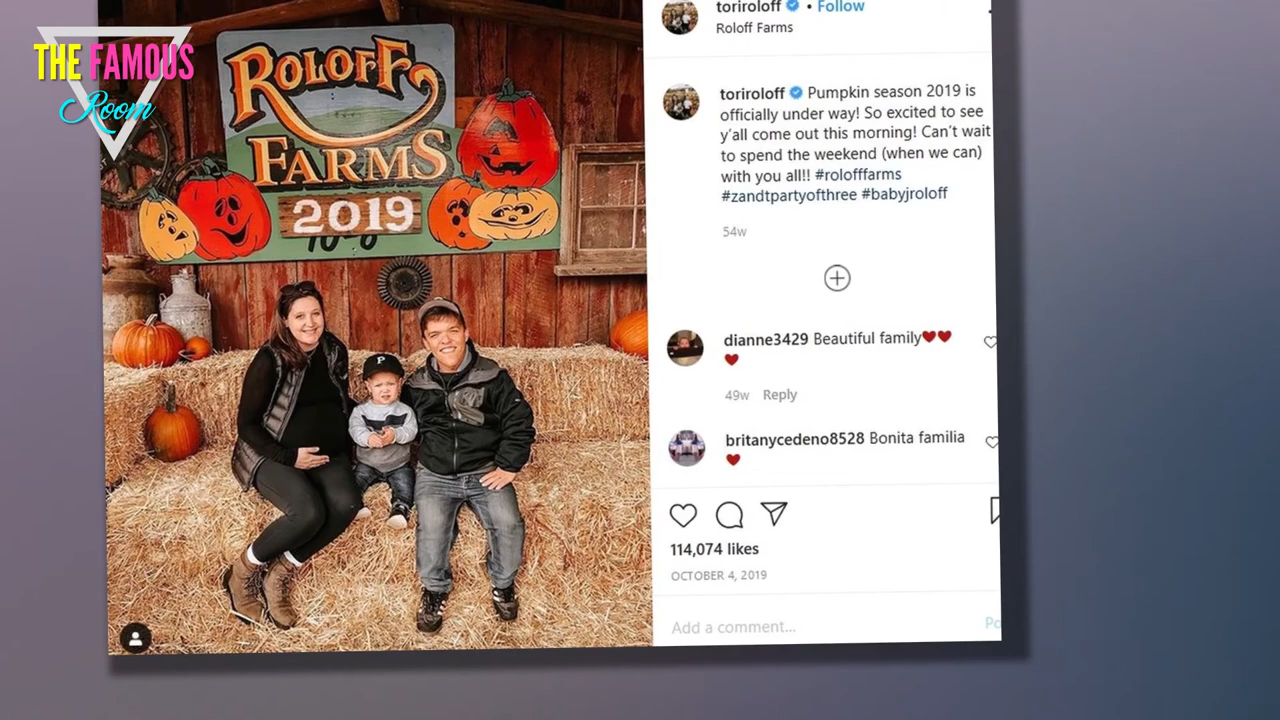 THE FAMOUS
Room
ROLOFF
FARMS
2019
P
toriroloff • Follow
Roloff Farms
toriroloff Pumpkin season 2019 is
officially under way! So excited to see
y'all come out this morning! Can't wait
to spend the weekend (when we can)
with you all!! #rolofffarms
#zandtpartyofthree #babyjroloff
54w
dianne3429 Beautiful family❤❤
❤
49w Reply
britanycedeno8528 Bonita familia
❤
114,074 likes
OCTOBER 4, 2019
Add a comment...
Po